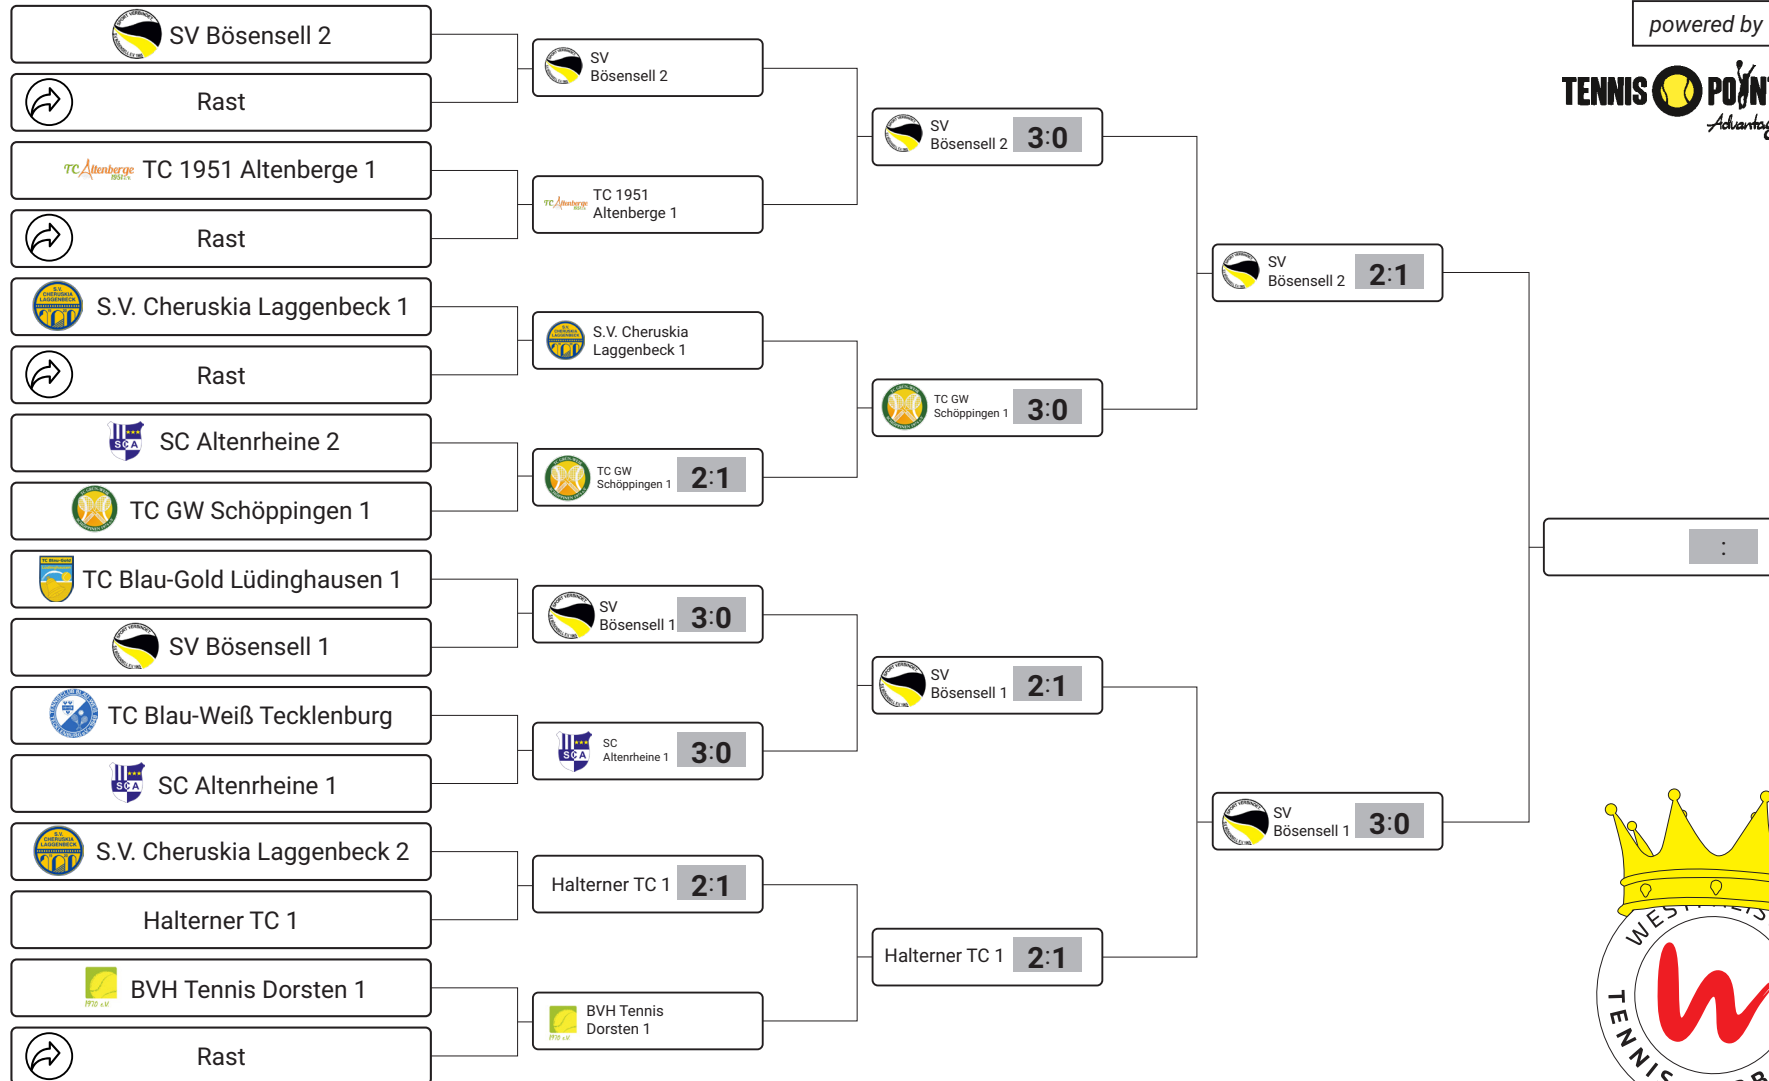 SV Bösensell 2
Rast
TC 1951 Altenberge 1
Rast
S.V. Cheruskia Laggenbeck 1
Rast
SC Altenrheine 2
TC GW Schöppingen 1
TC Blau-Gold Lüdinghausen 1
SV Bösensell 1
TC Blau-Weiß Tecklenburg
SC Altenrheine 1
S.V. Cheruskia Laggenbeck 2
Halterner TC 1
BVH Tennis Dorsten 1
Rast
SV
Bösensell 2
TC 1951
Altenberge 1
S.V. Cheruskia
Laggenbeck 1
TC GW
Schöppingen 1 2:1
SV
Bösensell 1 3:0
SC
Altenrheine 1 3:0
Halterner TC 1 2:1
BVH Tennis
Dorsten 1
SV
Bösensell 2 3:0
TC GW
Schöppingen 1 3:0
SV
Bösensell 1 2:1
Halterner TC 1 2:1
SV
Bösensell 2 2:1
SV
Bösensell 1 3:0
:
powered by
TENNIS POINT
Advantag